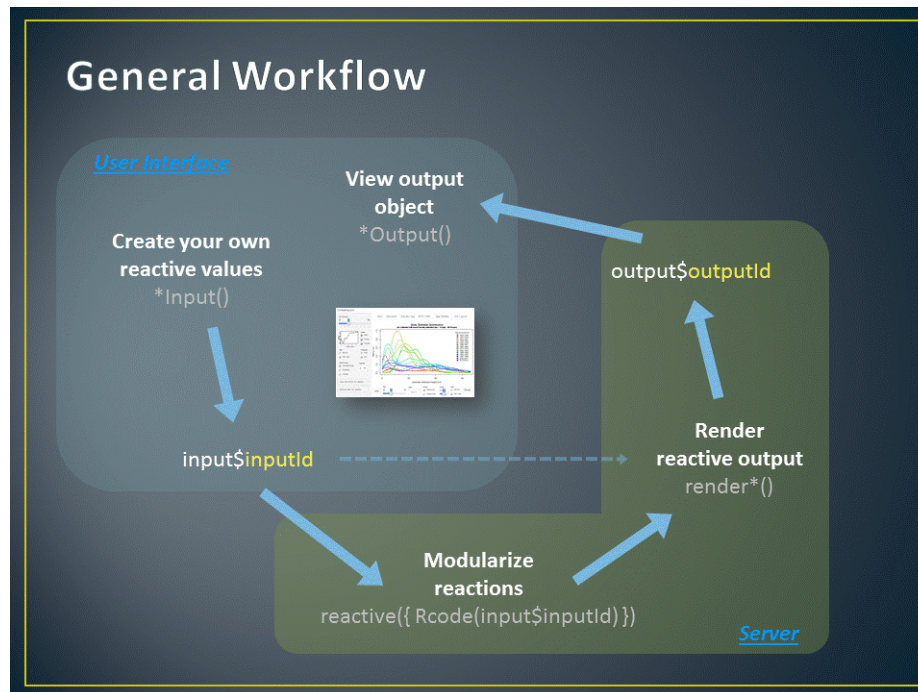 General Workflow
User Interface
View output
object
*Output()
Create your own
reactive values
*Input()
output$outputId
input$inputId
Render
reactive output
render*()
Modularize
reactions
reactive({ Rcode(input$inputId) })
Server